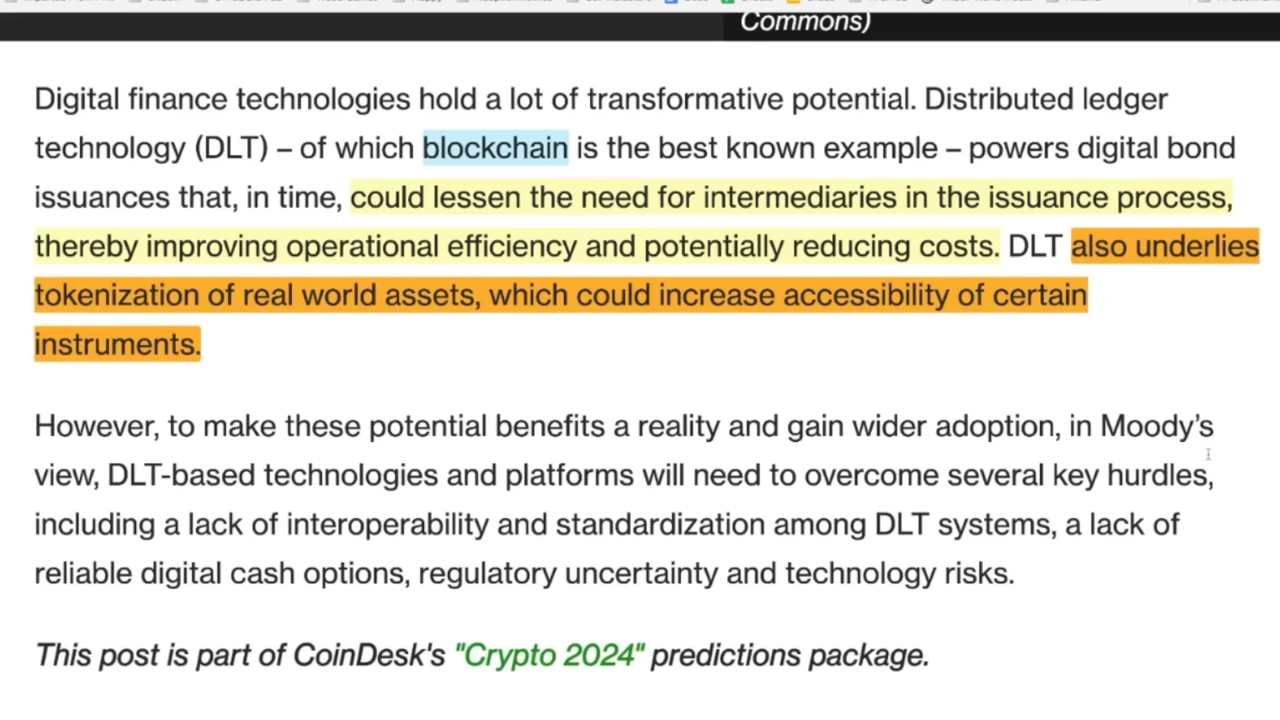 Commons)
Digital finance technologies hold a lot of transformative potential. Distributed ledger
technology (DLT) – of which blockchain is the best known example – powers digital bond
issuances that, in time, could lessen the need for intermediaries in the issuance process,
thereby improving operational efficiency and potentially reducing costs. DLT also underlies
tokenization of real world assets, which could increase accessibility of certain
instruments.
However, to make these potential benefits a reality and gain wider adoption, in Moody’s
view, DLT-based technologies and platforms will need to overcome several key hurdles,
including a lack of interoperability and standardization among DLT systems, a lack of
reliable digital cash options, regulatory uncertainty and technology risks.
This post is part of CoinDesk's "Crypto 2024" predictions package.